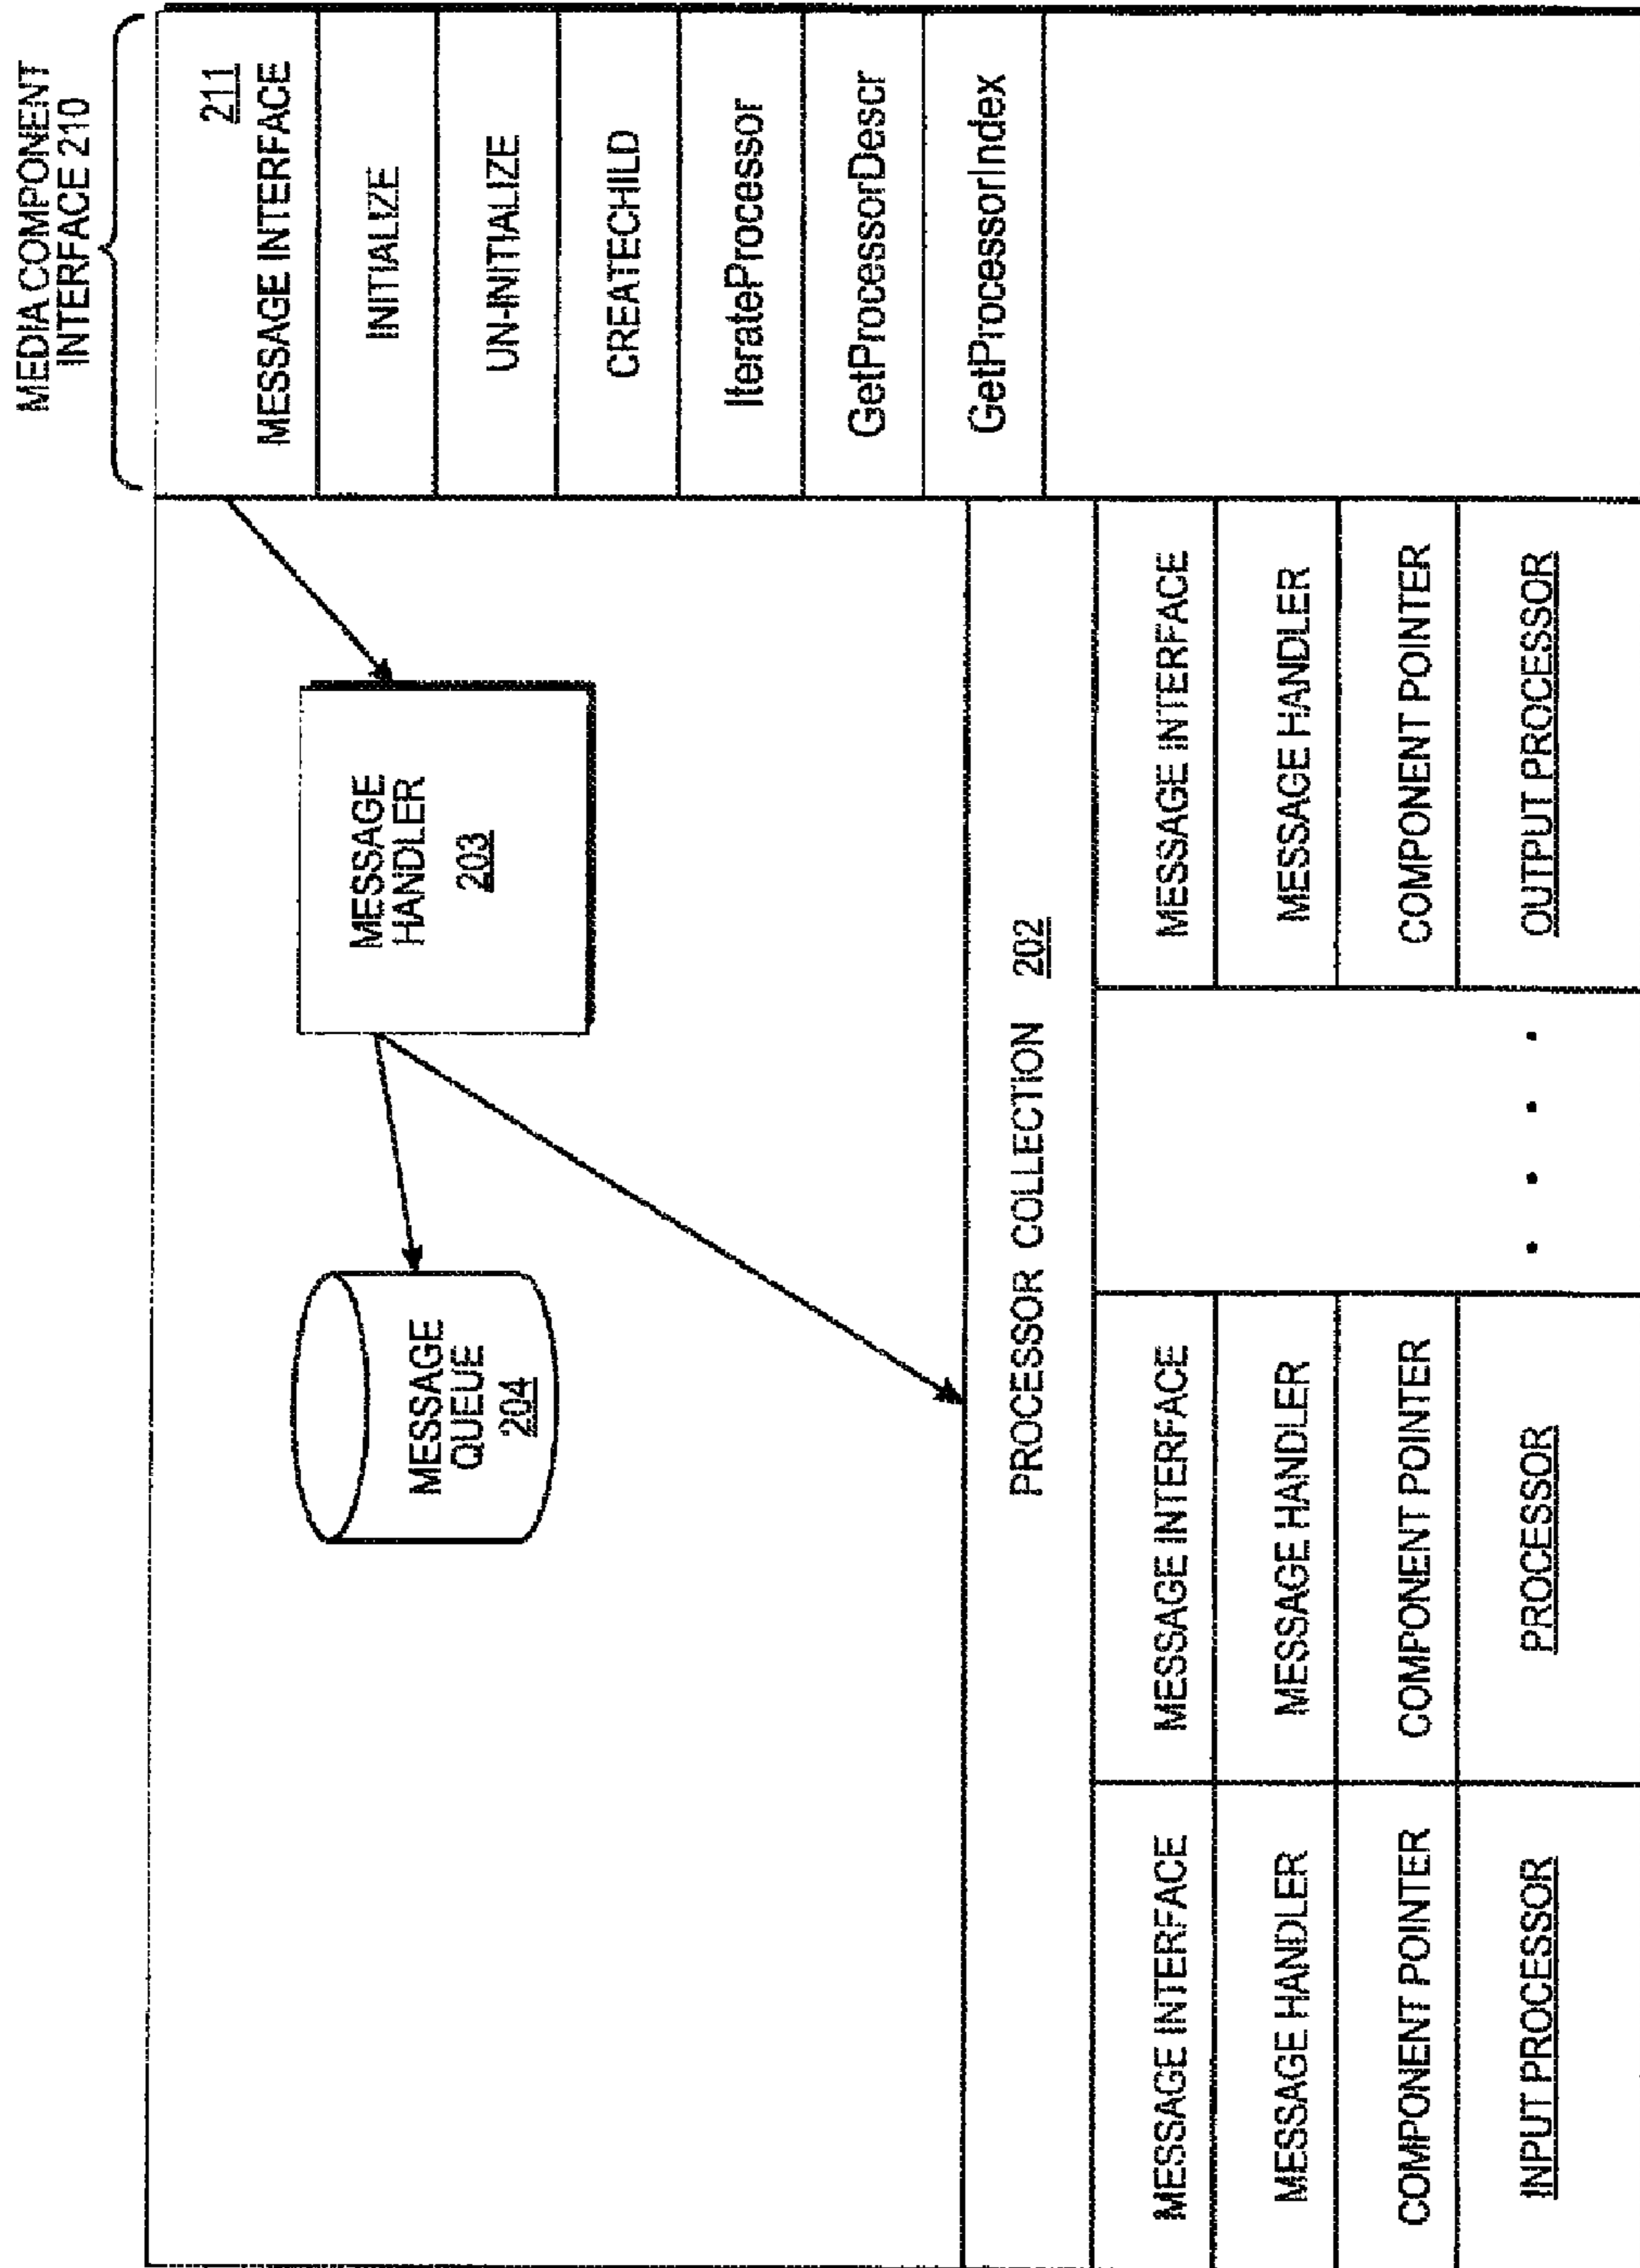 MEDIA COMPONENT
INTERFACE 210
211
MESSAGE INTERFACE
INITIALIZE
UN-INITIALIZE
CREATECHILD
IterateProcessor
GetProcessorDescr
GetProcessorIndex
MESSAGE
HANDLER
203
MESSAGE
QUEUE
204
PROCESSOR COLLECTION 202
MESSAGE INTERFACE
MESSAGE HANDLER
COMPONENT POINTER
INPUT PROCESSOR
MESSAGE INTERFACE
MESSAGE HANDLER
COMPONENT POINTER
PROCESSOR
. . . .
MESSAGE INTERFACE
MESSAGE HANDLER
COMPONENT POINTER
OUTPUT PROCESSOR